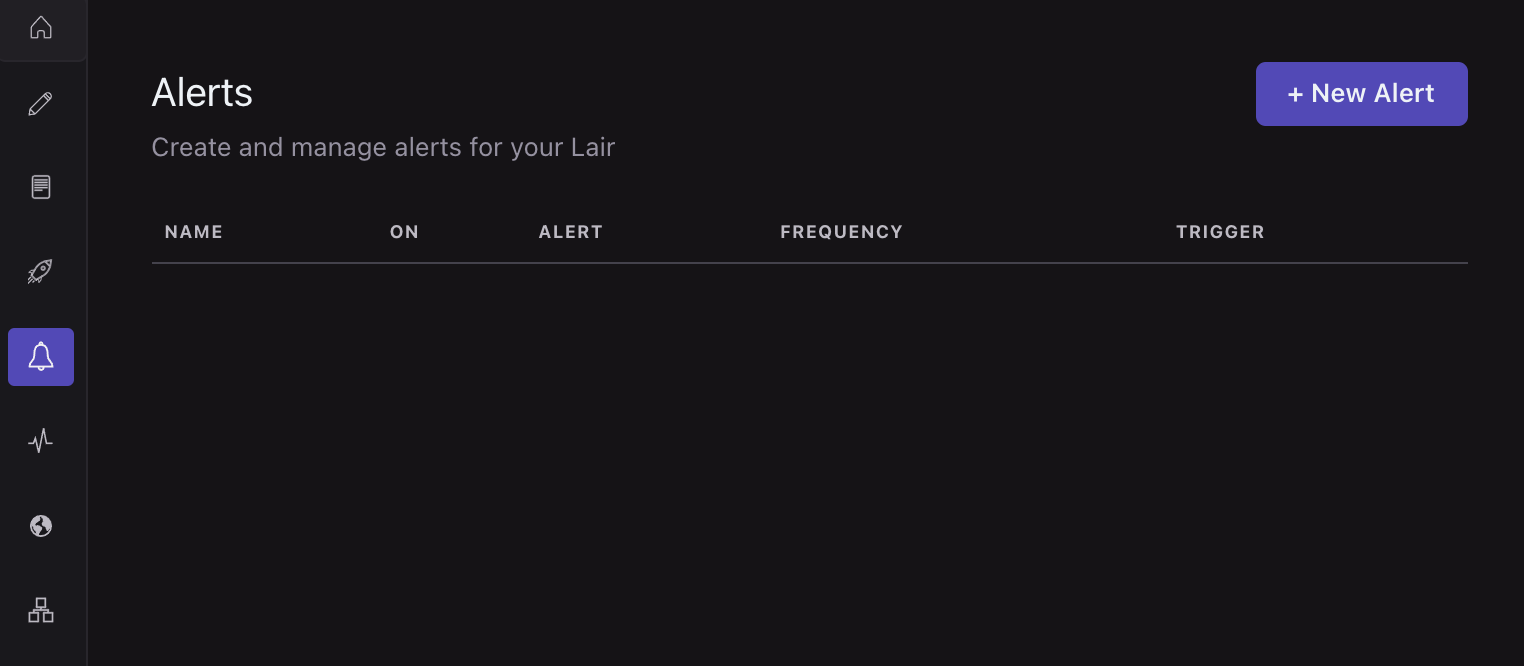 Alerts
+ New Alert
Create and manage alerts for your Lair
NAME ON ALERT FREQUENCY TRIGGER